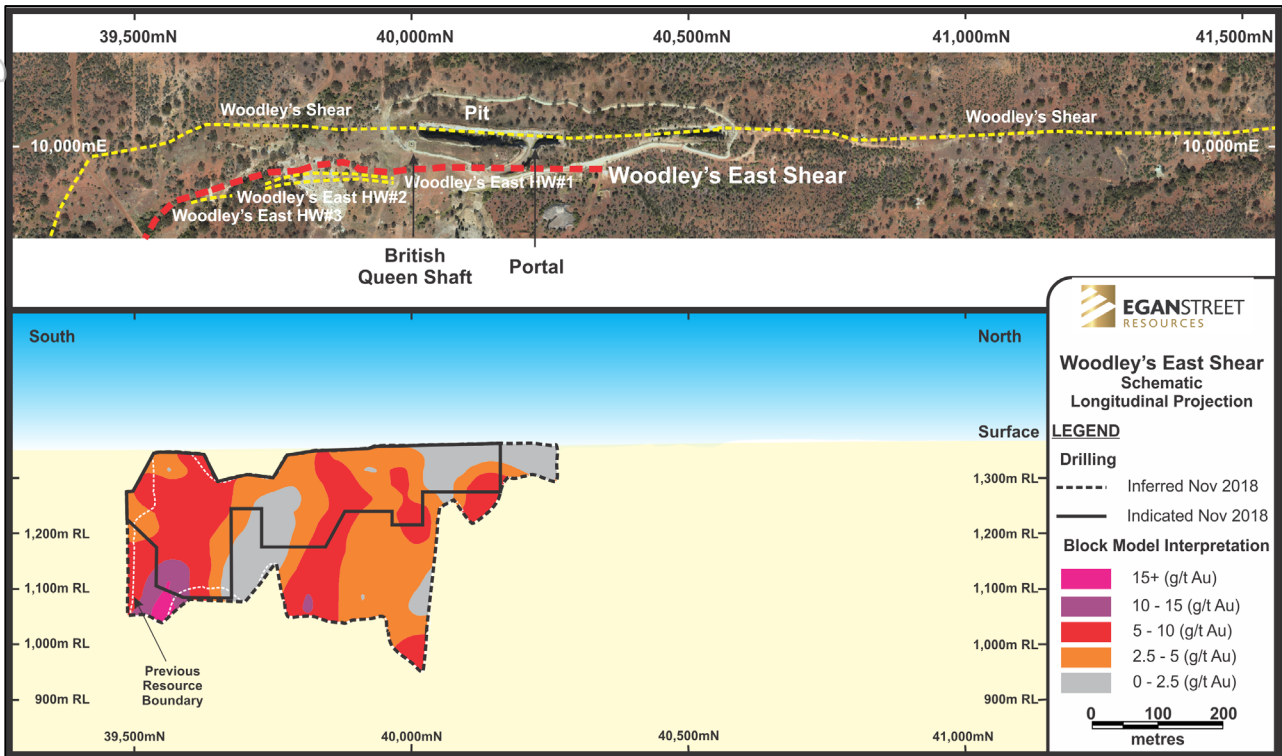 39,500mN
40,000mN
40,500mN
41,000mN
41,500mN
Woodley's Shear
Pit
Woodley's Shear
10,000mE
10,000mE
Woodley's East HW#1
Woodley's East Shear
Woodley's East HW#2
Woodley's East HW#3
British
Queen Shaft
Portal
South
North
Surface
1,300m RL
1,200m RL
1,200m RL
1,100m RL
1,100m RL
1,000m RL
1,000m RL
900m RL
900m RL
Previous
Resource
Boundary
39,500mN
40,000mN
40,500mN
41,000mN
EGANSTREET
RESOURCES
Woodley's East Shear
Schematic
Longitudinal Projection
LEGEND
Drilling
Inferred Nov 2018
Indicated Nov 2018
Block Model Interpretation
15+ (g/t Au)
10 - 15 (g/t Au)
5 - 10 (g/t Au)
2.5 - 5 (g/t Au)
0 - 2.5 (g/t Au)
0 100 200
metres